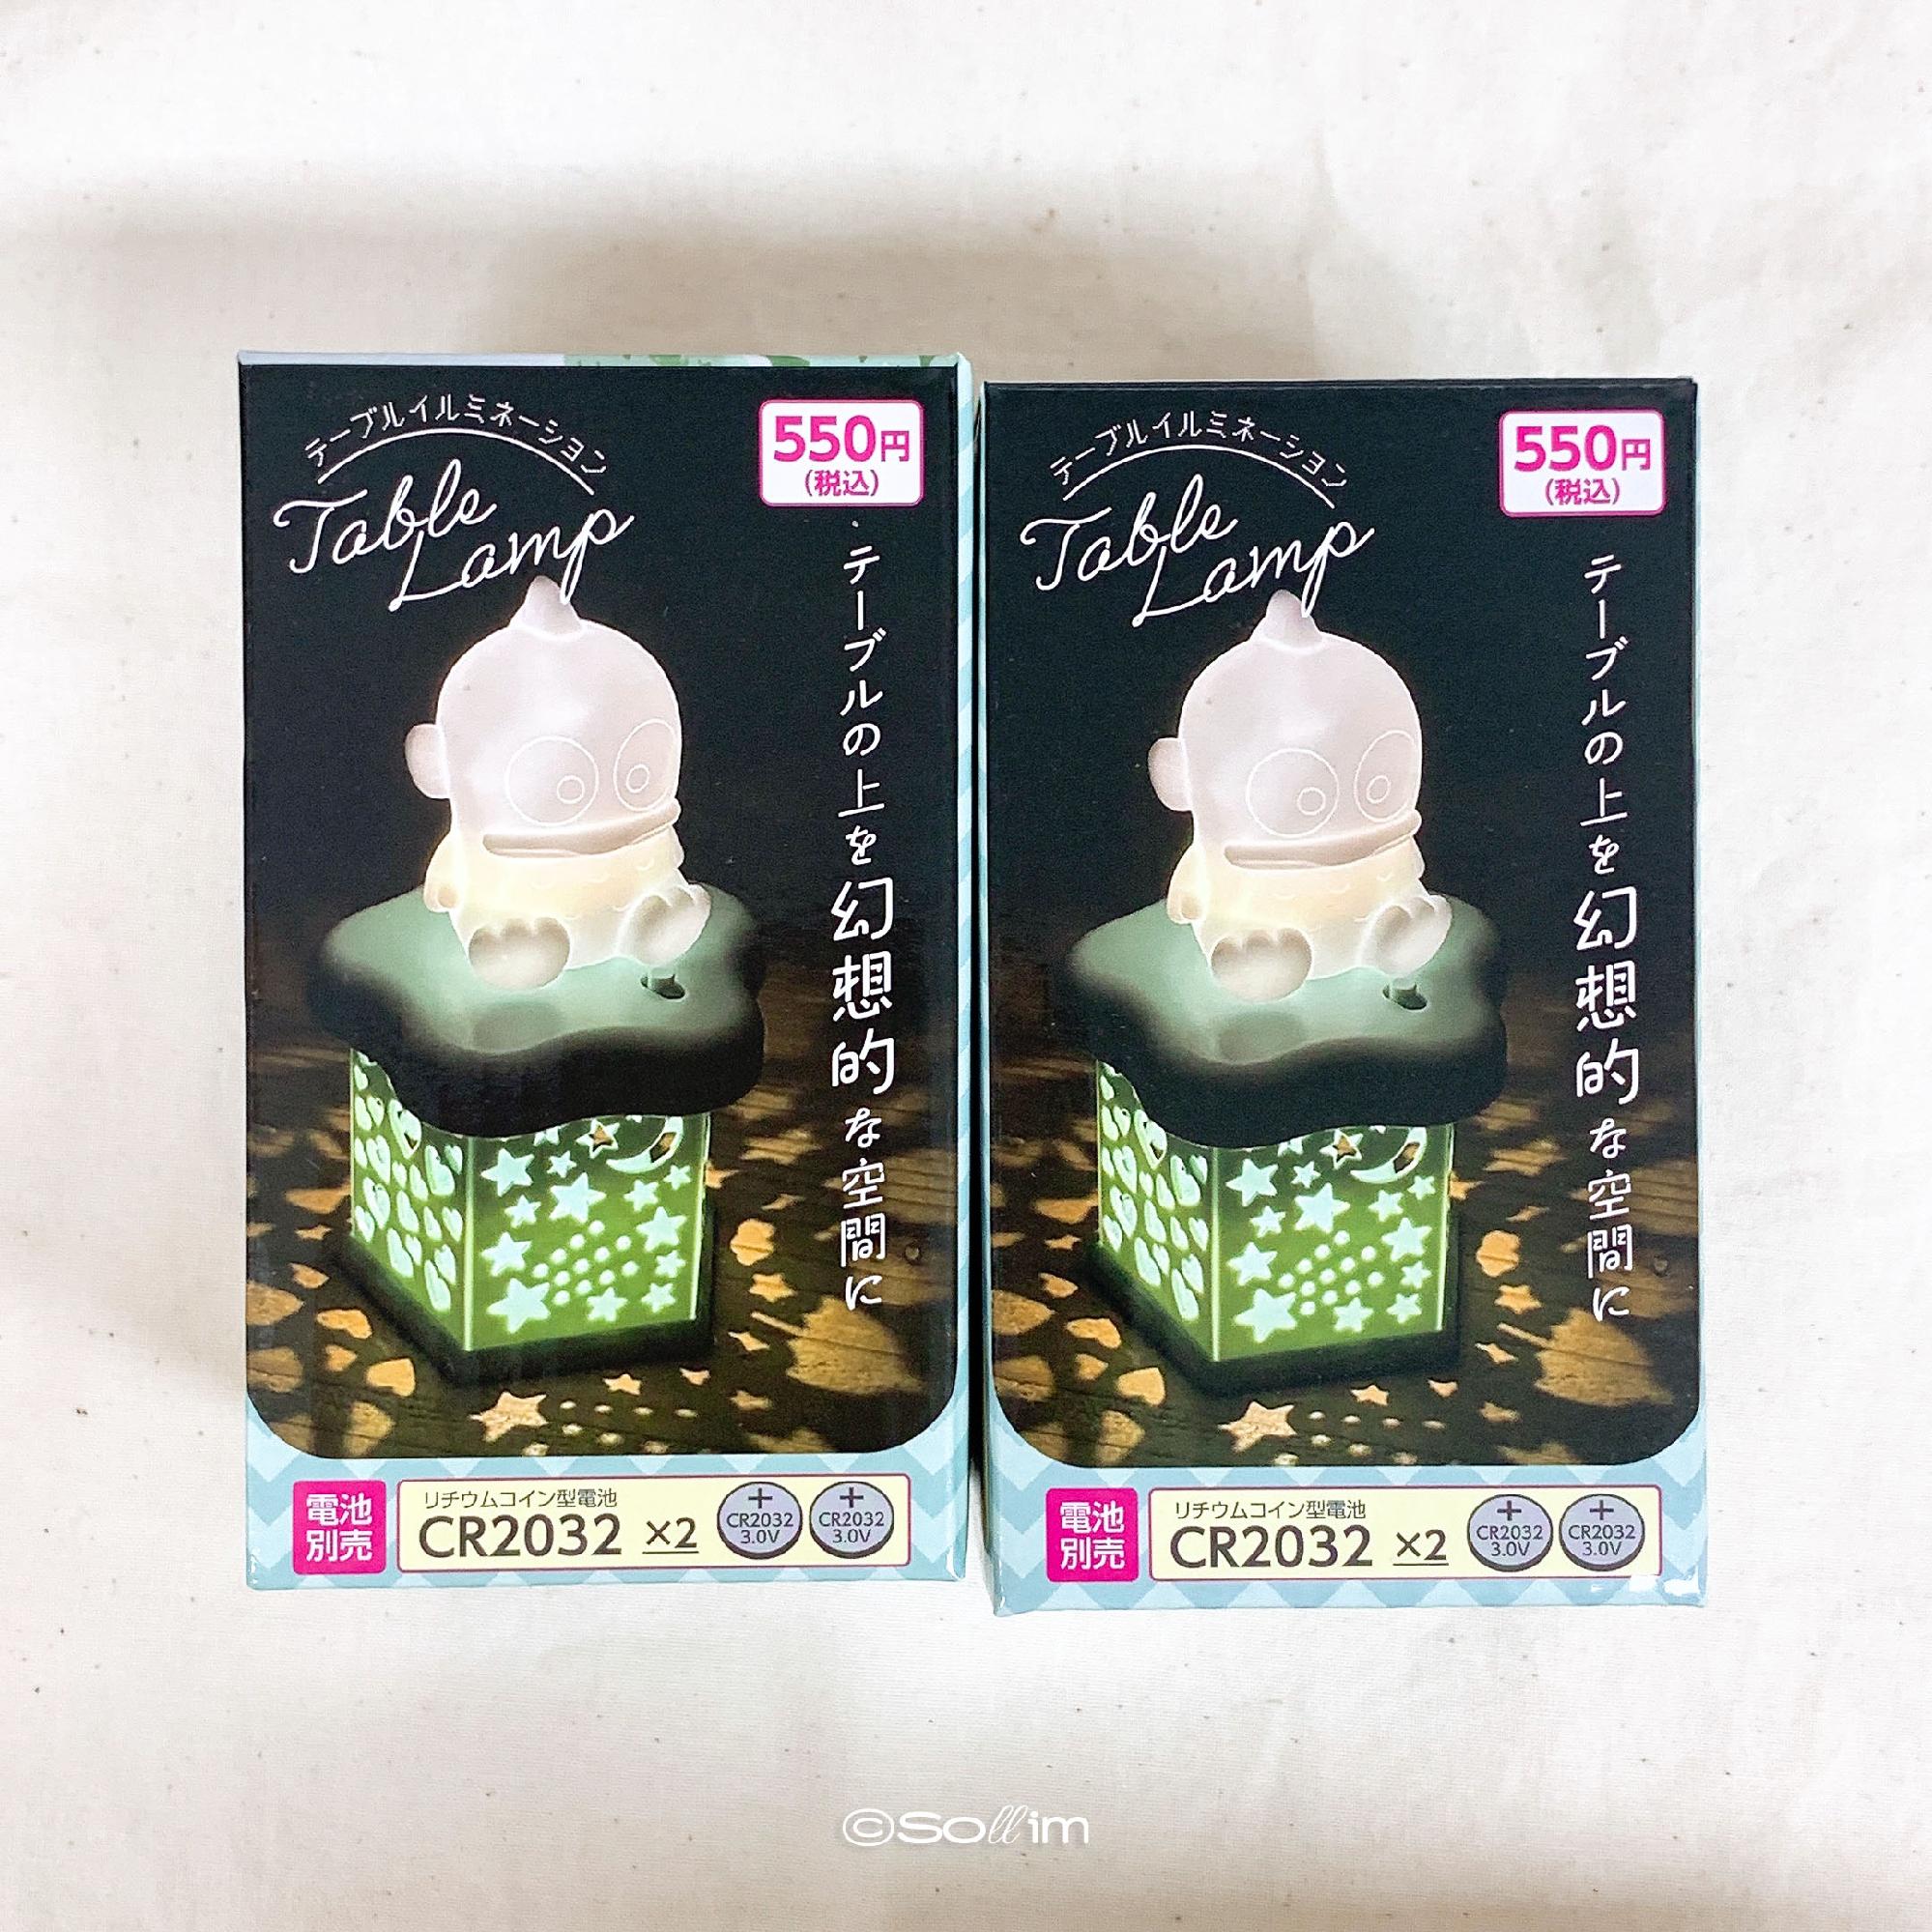 テーブルイルミネーション
Table
Lamp
550円
(税込)
テーブルの上を幻想的な空間に
電池
別売
リチウムコイン型電池
CR2032 ×2
+
CR2032
3.0V
+
CR2032
3.0V
テーブルイルミネーション
Table
Lamp
550円
(税込)
テーブルの上を幻想的な空間に
電池
別売
リチウムコイン型電池
CR2032 ×2
+
CR2032
3.0V
+
CR2032
3.0V
©Sollim